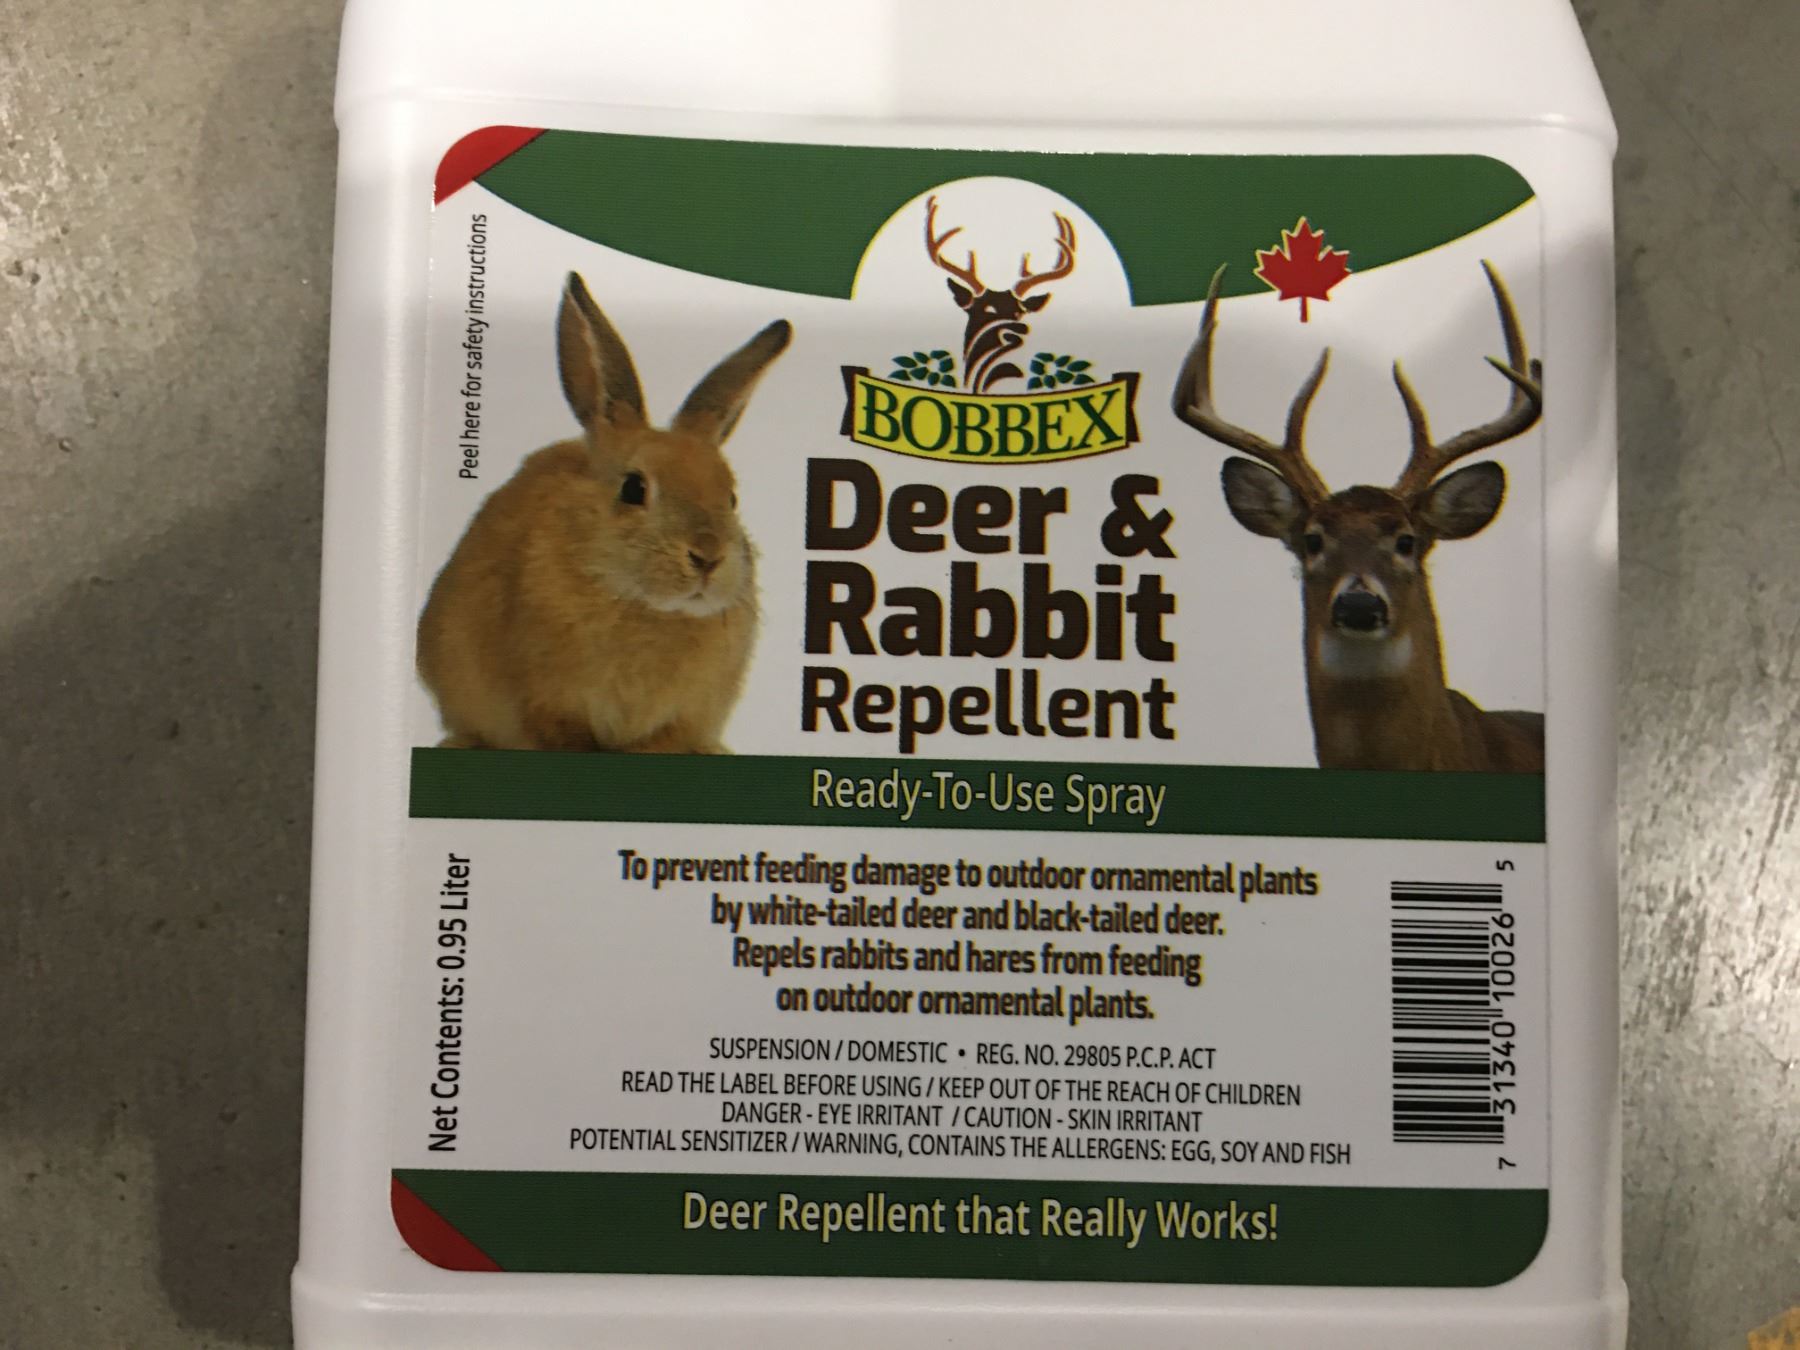 Peel here for safety instructions
BOBBEX
Deer &
Rabbit
Repellent
Ready-To-Use Spray
Net Contents: 0.95 Liter
To prevent feeding damage to outdoor ornamental plants
by white-tailed deer and black-tailed deer.
Repels rabbits and hares from feeding
on outdoor ornamental plants.
SUSPENSION / DOMESTIC • REG. NO. 29805 P.C.P. ACT
READ THE LABEL BEFORE USING / KEEP OUT OF THE REACH OF CHILDREN
DANGER - EYE IRRITANT / CAUTION - SKIN IRRITANT
POTENTIAL SENSITIZER / WARNING, CONTAINS THE ALLERGENS: EGG, SOY AND FISH
7 31340 10026 5
Deer Repellent that Really Works!